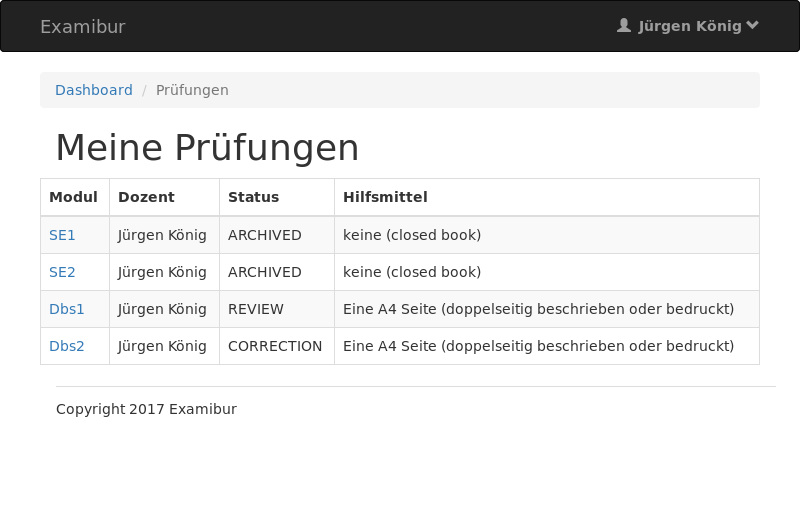 Examibur Jürgen König
Dashboard / Prüfungen
Meine Prüfungen
Modul Dozent Status Hilfsmittel
SE1 Jürgen König ARCHIVED keine (closed book)
SE2 Jürgen König ARCHIVED keine (closed book)
Dbs1 Jürgen König REVIEW Eine A4 Seite (doppelseitig beschrieben oder bedruckt)
Dbs2 Jürgen König CORRECTION Eine A4 Seite (doppelseitig beschrieben oder bedruckt)
Copyright 2017 Examibur